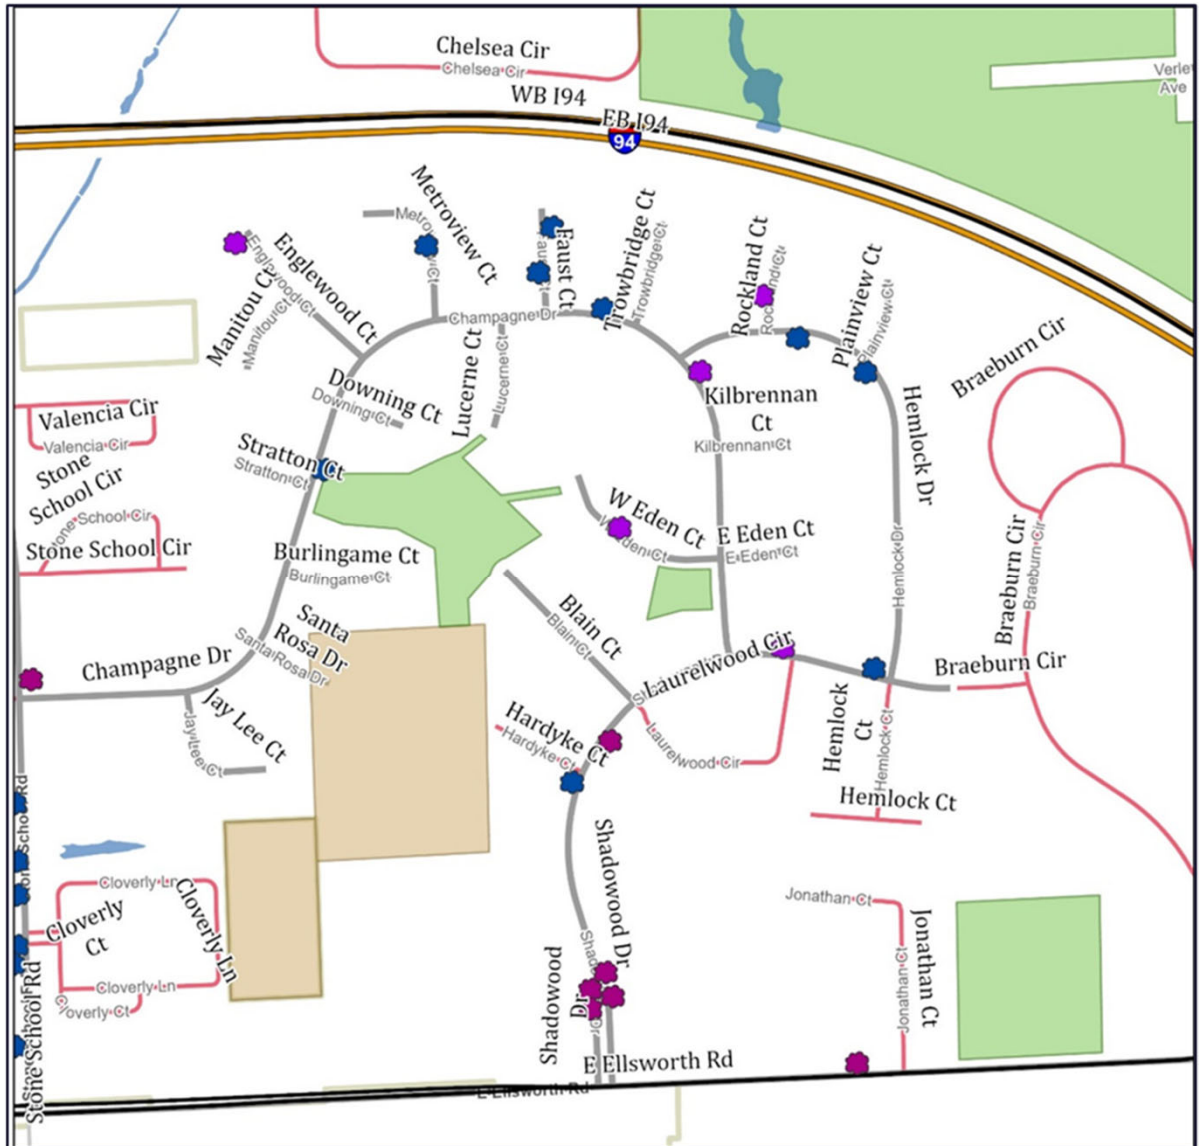 Chelsea Cir
Chelsea Cir
WB I94
EB I94
94
Verle
Ave
Metroview Ct
Metro
w Ct
Faust Ct
Trowbridge Ct
Trowbridge Ct
Rockland Ct
Plainview Ct
Plainview Ct
Englewood Ct
Englewood Ct
Manitou Ct
Manitou Ct
Champagne Dr
Lucerne Ct
Lucerne Ct
Downing Ct
Downing Ct
Kilbrennan
Ct
Kilbrennan Ct
Braeburn Cir
Valencia Cir
Valencia Cir
Stone
School Cir
Stone School Cir
Stratton Ct
Stratton Ct
Hemlock Dr
Hemlock Dr
W Eden Ct
E Eden Ct
E Eden Ct
Burlingame Ct
Burlingame Ct
Braeburn Cir
Braeburn Cir
Blain Ct
Blain Ct
Santa
Rosa Dr
Santa Rosa Dr
Champagne Dr
Laurelwood Cir
Laurelwood Cir
Braeburn Cir
Jay Lee Ct
Jay Lee Ct
Hardyke Ct
Hardyke Ct
Hemlock
Ct
Hemlock Ct
Hemlock Ct
Shadowood Dr
Shadowood
Dr
Cloverly Ln
Cloverly Ln
Cloverly
Ct
Cloverly Ln
Cloverly Ct
Jonathan Ct
Jonathan Ct
Jonathan Ct
Stone School Rd
E Ellsworth Rd
E Ellsworth Rd